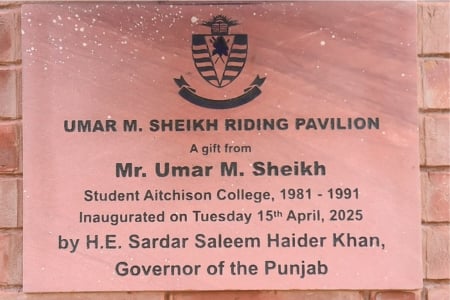 UMAR M. SHEIKH RIDING PAVILION
A gift from
Mr. Umar M. Sheikh
Student Aitchison College, 1981 - 1991
Inaugurated on Tuesday 15th April, 2025
by H.E. Sardar Saleem Haider Khan,
Governor of the Punjab